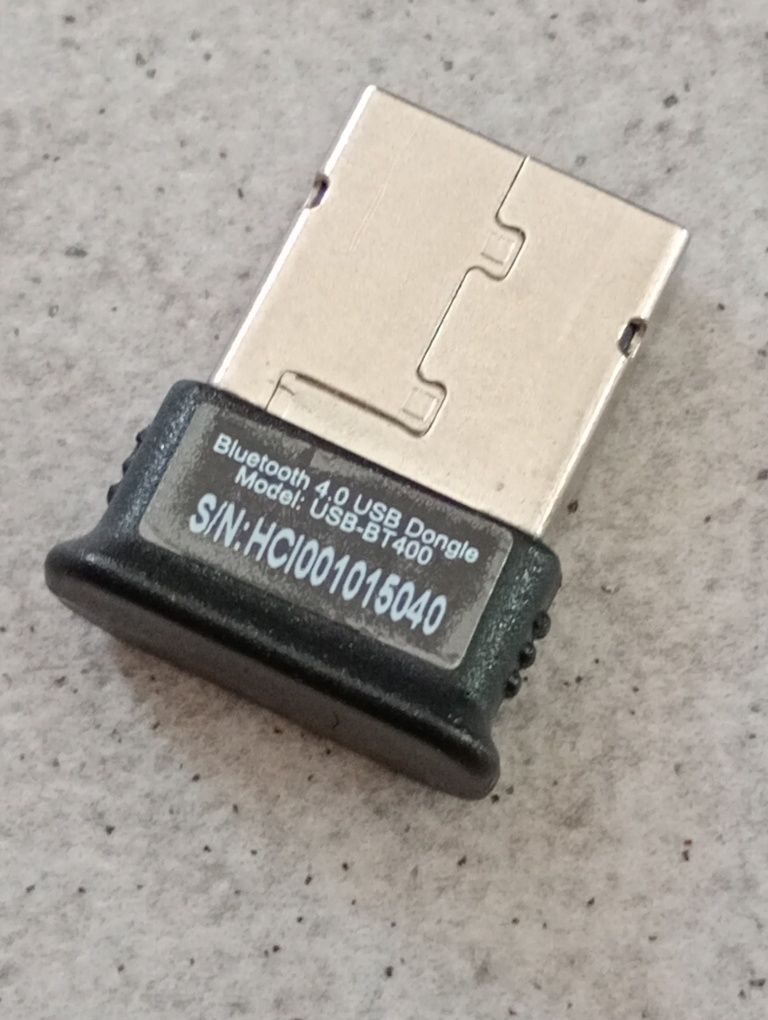 Bluetooth 4.0 USB Dongle
Model: USB-BT400
S/N:HCI001015040